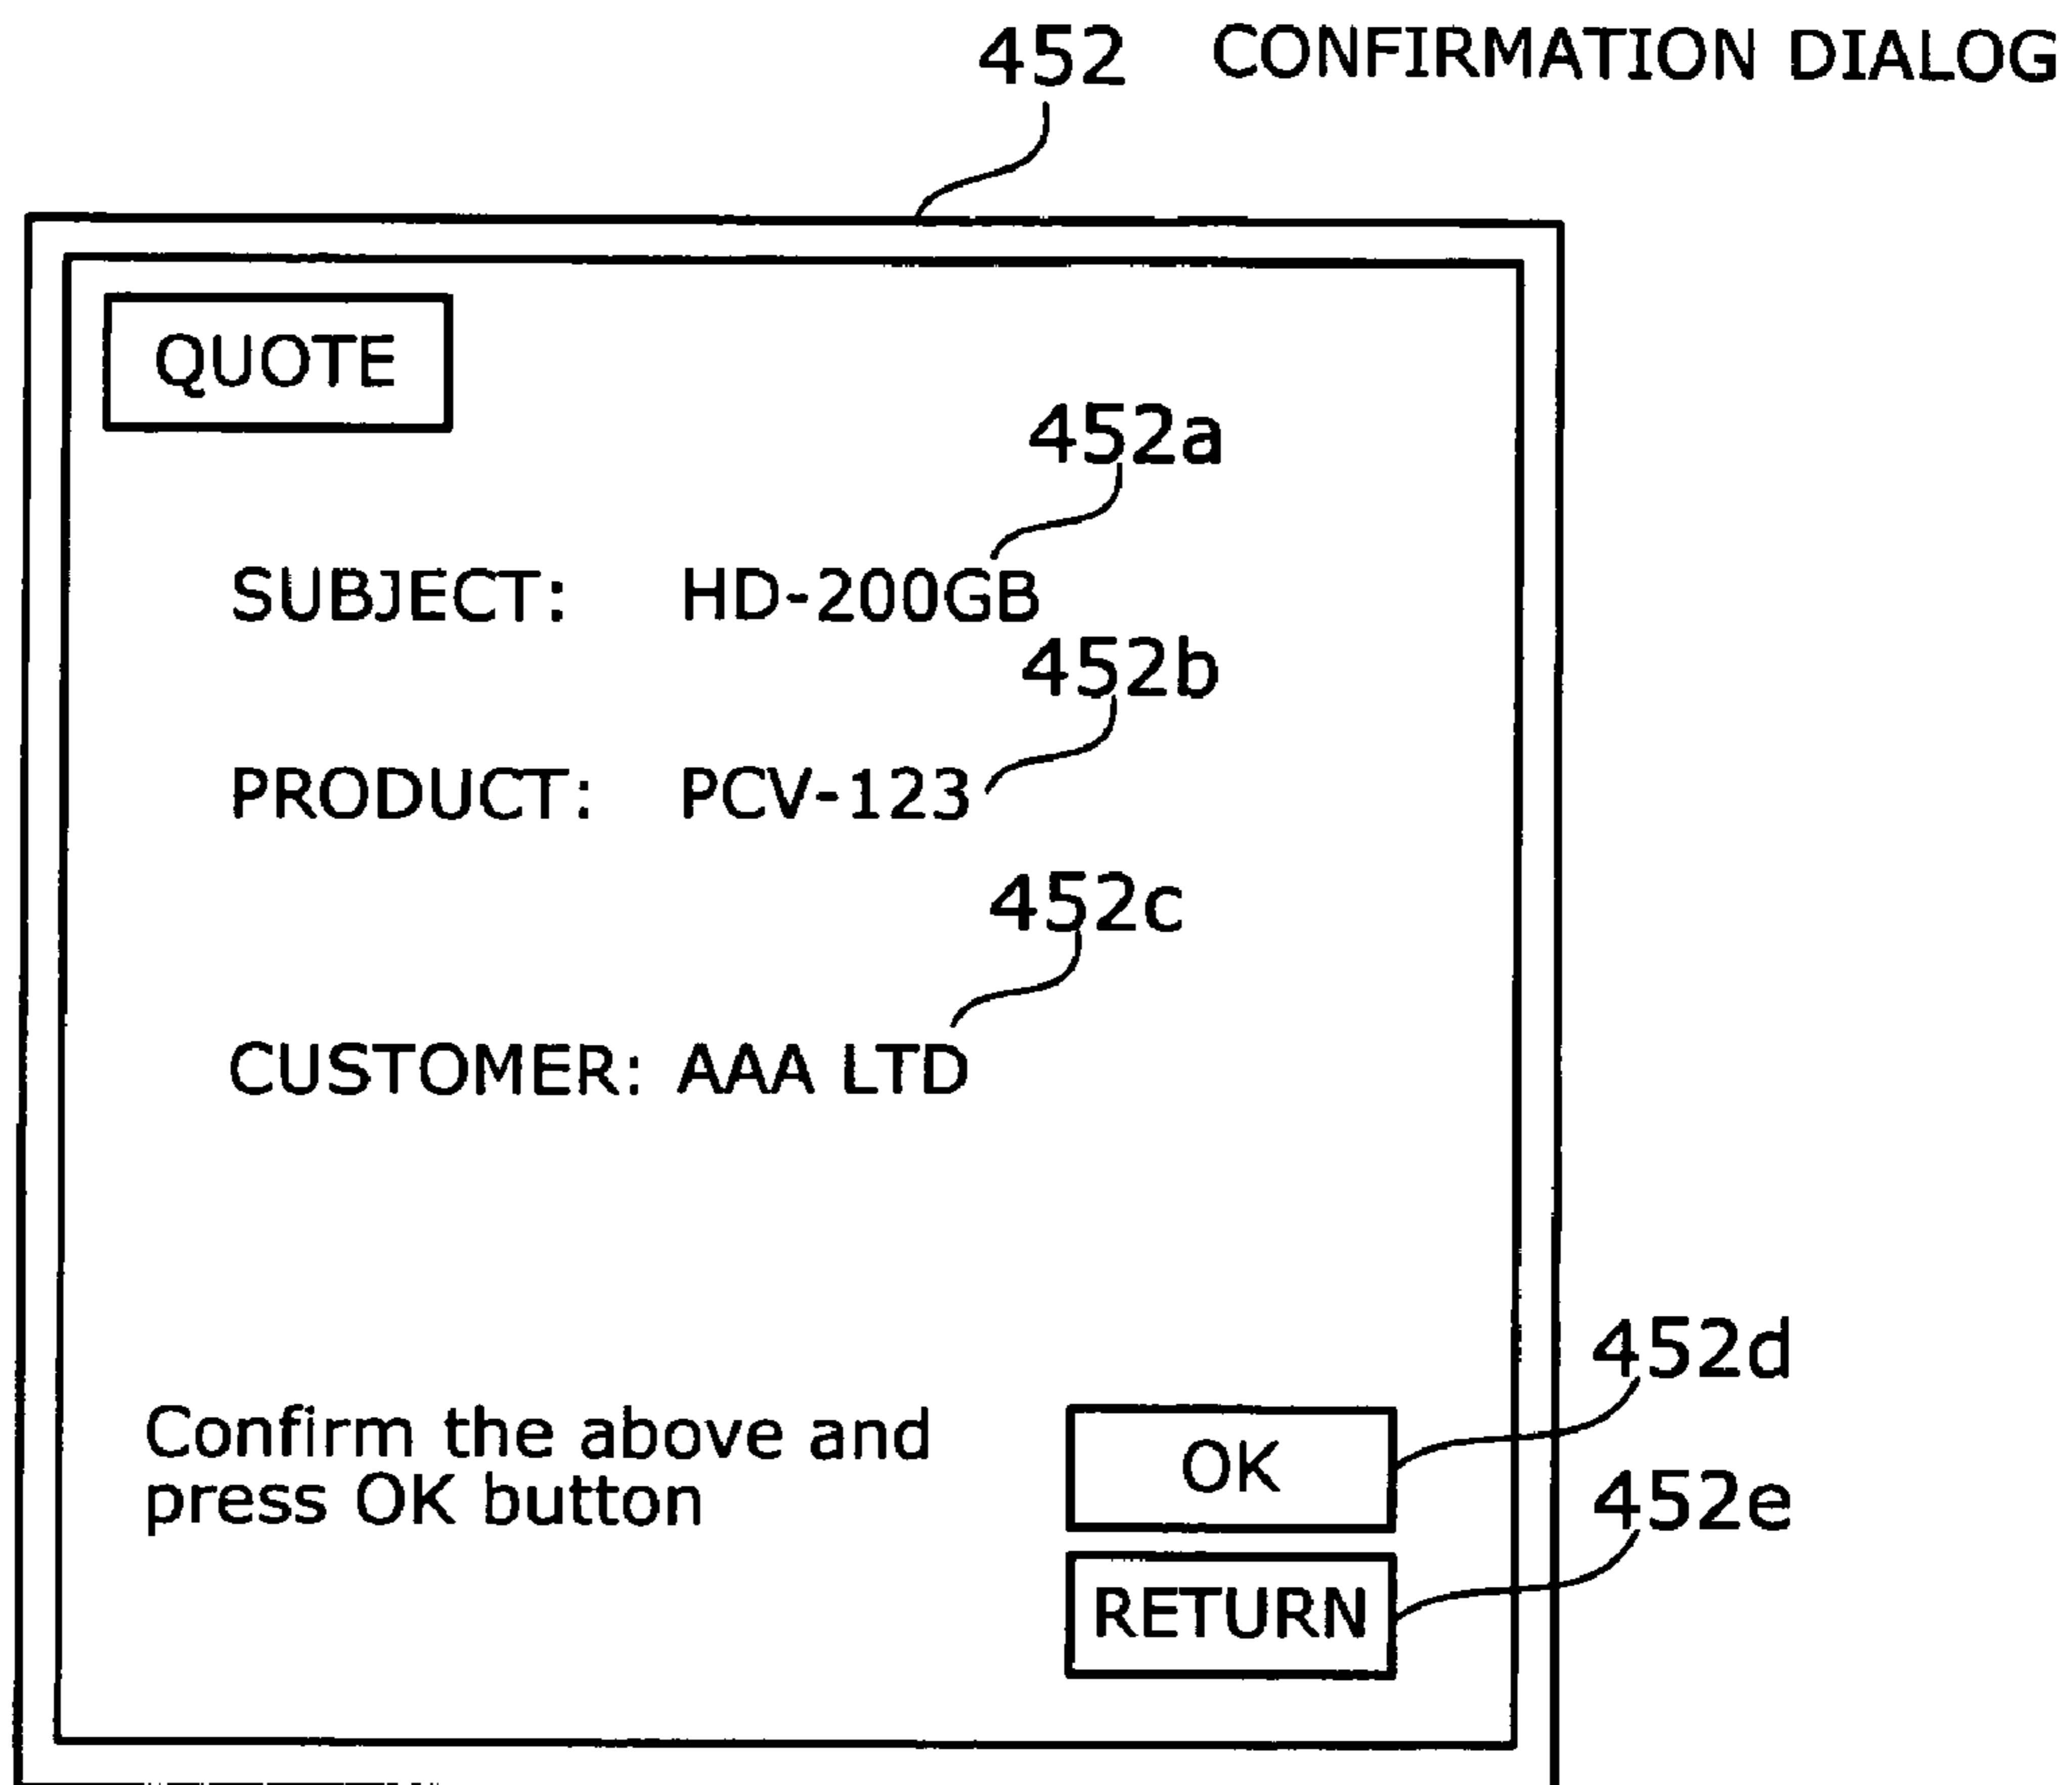 452 CONFIRMATION DIALOG
QUOTE
452a
SUBJECT: HD-200GB
452b
PRODUCT: PCV-123
452c
CUSTOMER: AAA LTD
452d
Confirm the above and
OK
press OK button
452e
RETURN